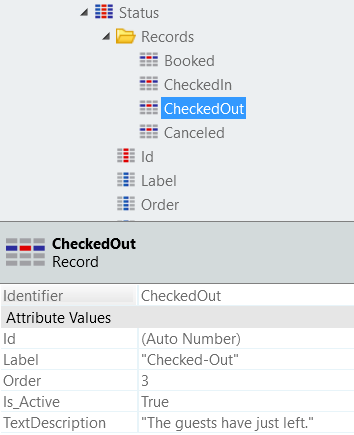 Status
Records
Booked
CheckedIn
CheckedOut
Canceled
Id
Label
Order
CheckedOut
Record
Identifier CheckedOut
Attribute Values
Id (Auto Number)
Label "Checked-Out"
Order 3
Is_Active True
TextDescription "The guests have just left."